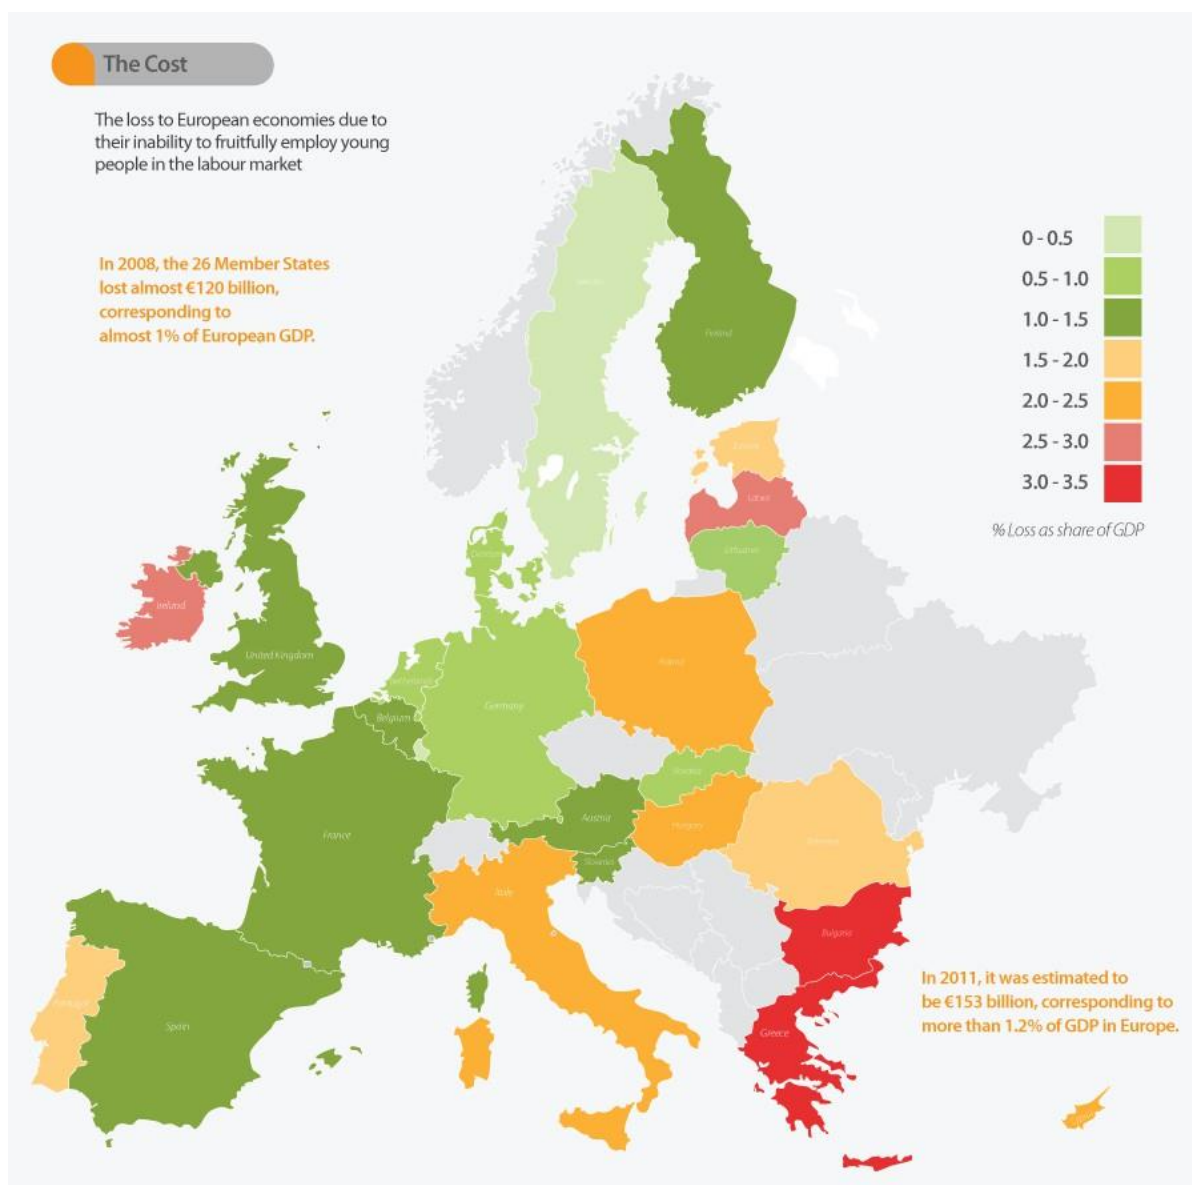 The Cost
The loss to European economies due to
their inability to fruitfully employ young
people in the labour market
In 2008, the 26 Member States
lost almost €120 billion,
corresponding to
almost 1% of European GDP.
0 - 0.5
0.5 - 1.0
1.0 - 1.5
1.5 - 2.0
2.0 - 2.5
2.5 - 3.0
3.0 - 3.5
% Loss as share of GDP
Finland
Ireland
United Kingdom
Belgium
Germany
France
Austria
Slovenia
Italy
Spain
Bulgaria
Greece
In 2011, it was estimated to
be €153 billion, corresponding to
more than 1.2% of GDP in Europe.